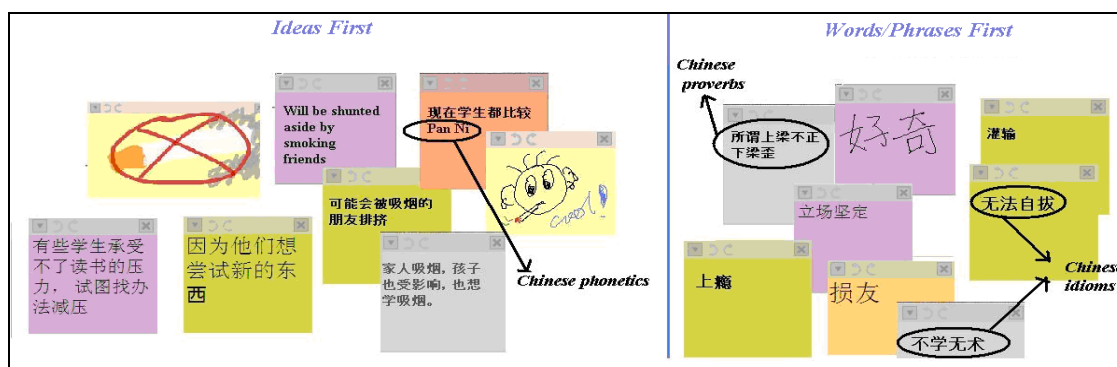 Ideas First
Will be shunted
aside by
smoking
friends
现在学生都比较
Pan Ni
可能会被吸烟的
朋友排挤
Cool!
有些学生承受
不了读书的压
力． 试图找办
法减压
因为他们想
尝试新的东
西
家人吸烟, 孩子
也受影响, 也想
学吸烟。
Chinese phonetics
Words/Phrases First
Chinese
proverbs
所谓上梁不正
下梁歪
好奇
灌输
无法自拔
立场坚定
上瘾
损友
不学无术
Chinese
idioms